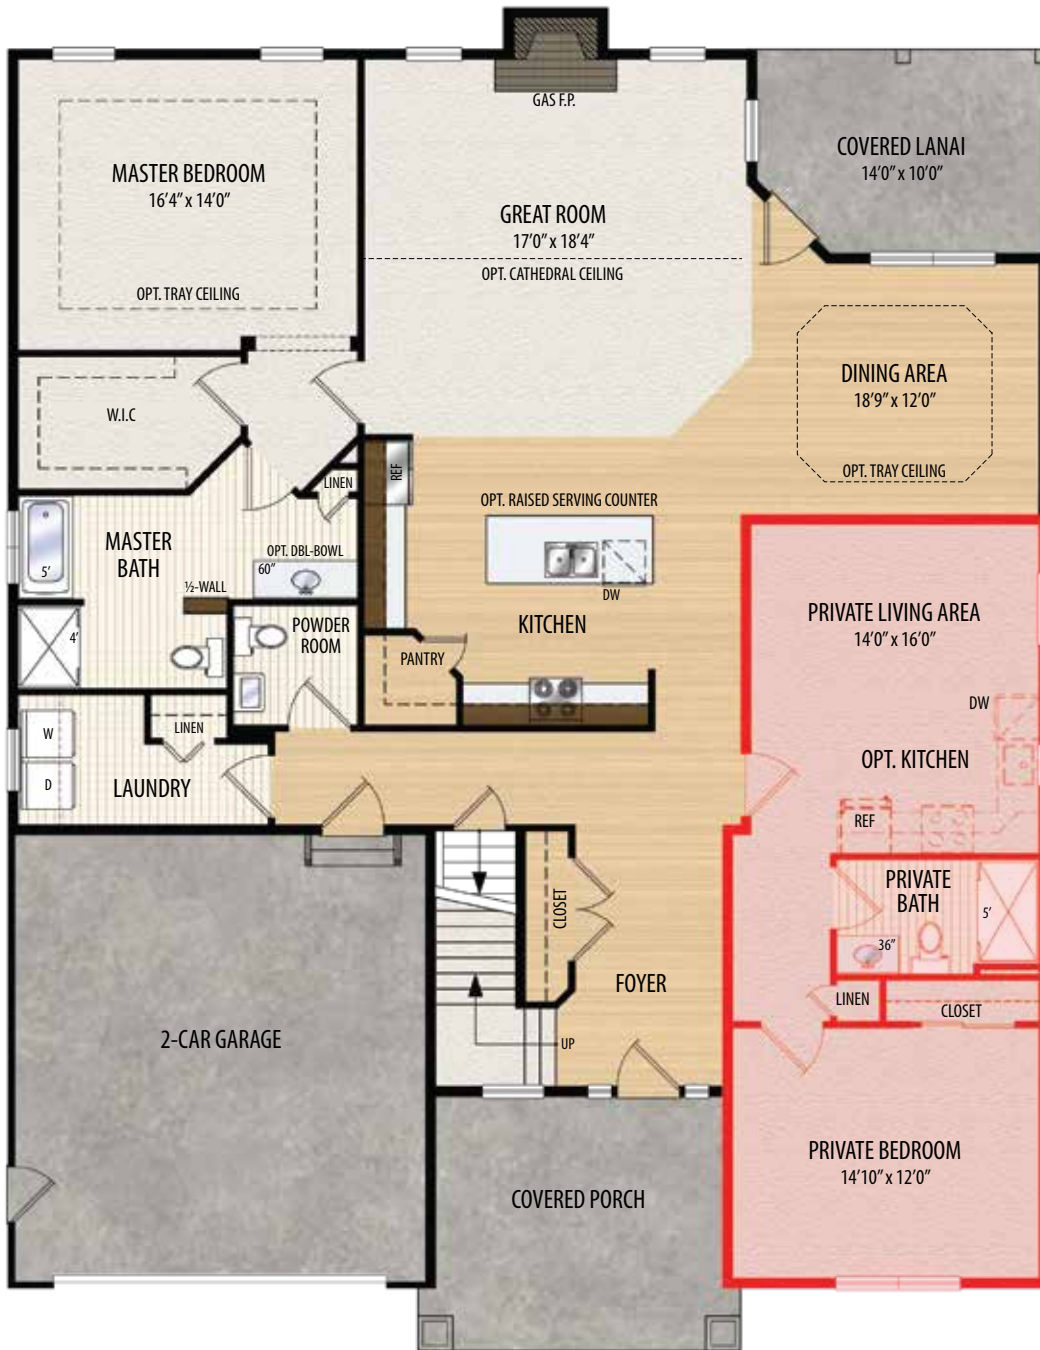 GAS F.P.
COVERED LANAI
14'0" x 10'0"
MASTER BEDROOM
16'4" x 14'0"
OPT. TRAY CEILING
GREAT ROOM
17'0" x 18'4"
OPT. CATHEDRAL CEILING
DINING AREA
18'9" x 12'0"
OPT. TRAY CEILING
W.I.C
REF
LINEN
OPT. RAISED SERVING COUNTER
MASTER
BATH
OPT. DBL-BOWL
60"
5'
½-WALL
4'
DW
KITCHEN
POWDER
ROOM
PANTRY
PRIVATE LIVING AREA
14'0" x 16'0"
DW
OPT. KITCHEN
REF
W
D
LINEN
LAUNDRY
PRIVATE
BATH
5'
36"
CLOSET
LINEN
CLOSET
FOYER
UP
2-CAR GARAGE
PRIVATE BEDROOM
14'10" x 12'0"
COVERED PORCH